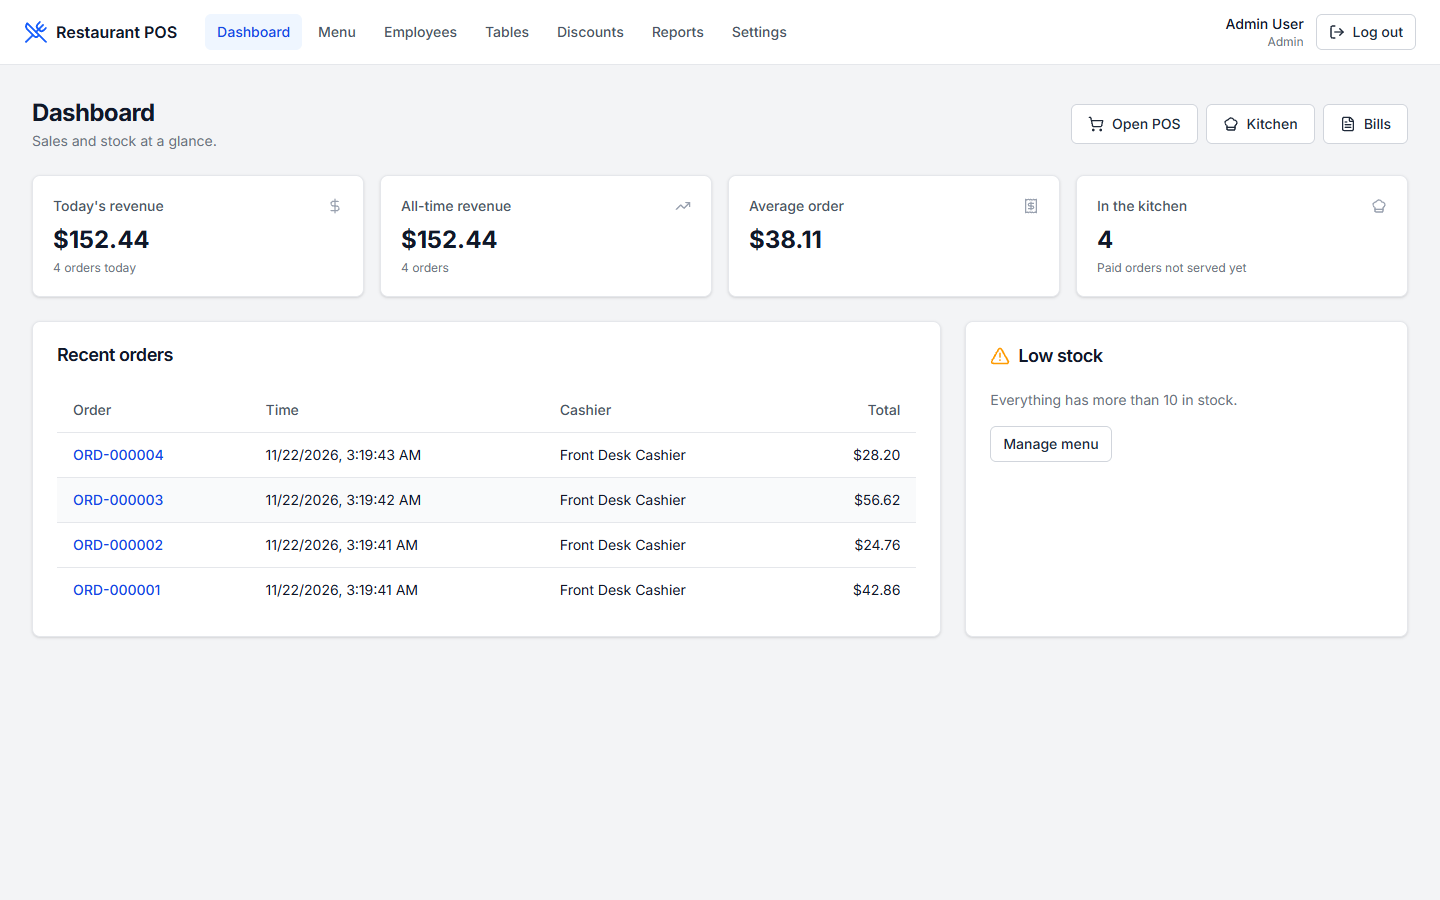 Restaurant POS
Dashboard
Menu
Employees
Tables
Discounts
Reports
Settings
Admin User
Admin
Log out
Dashboard
Sales and stock at a glance.
Open POS
Kitchen
Bills
Today's revenue
$152.44
4 orders today
All-time revenue
$152.44
4 orders
Average order
$38.11
In the kitchen
4
Paid orders not served yet
Recent orders
Order Time Cashier Total
ORD-000004 11/22/2026, 3:19:43 AM Front Desk Cashier $28.20
ORD-000003 11/22/2026, 3:19:42 AM Front Desk Cashier $56.62
ORD-000002 11/22/2026, 3:19:41 AM Front Desk Cashier $24.76
ORD-000001 11/22/2026, 3:19:41 AM Front Desk Cashier $42.86
Low stock
Everything has more than 10 in stock.
Manage menu